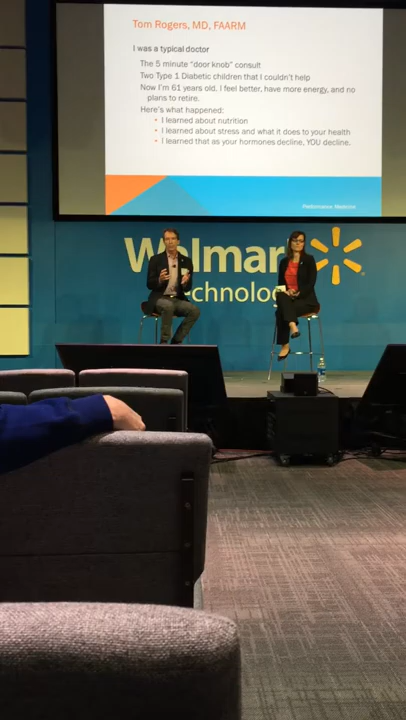 Tom Rogers, MD, FAARM
I was a typical doctor
The 5 minute "door knob" consult
Two Type 1 Diabetic children that I couldn't help
Now I'm 61 years old, I feel better, have more energy, and no
plans to retire.
Here's what happened:
• I learned about nutrition
• I learned about stress and what it does to your health
• I learned that as your hormones decline, YOU decline.
Performance Medicine
Walmar
echnolo